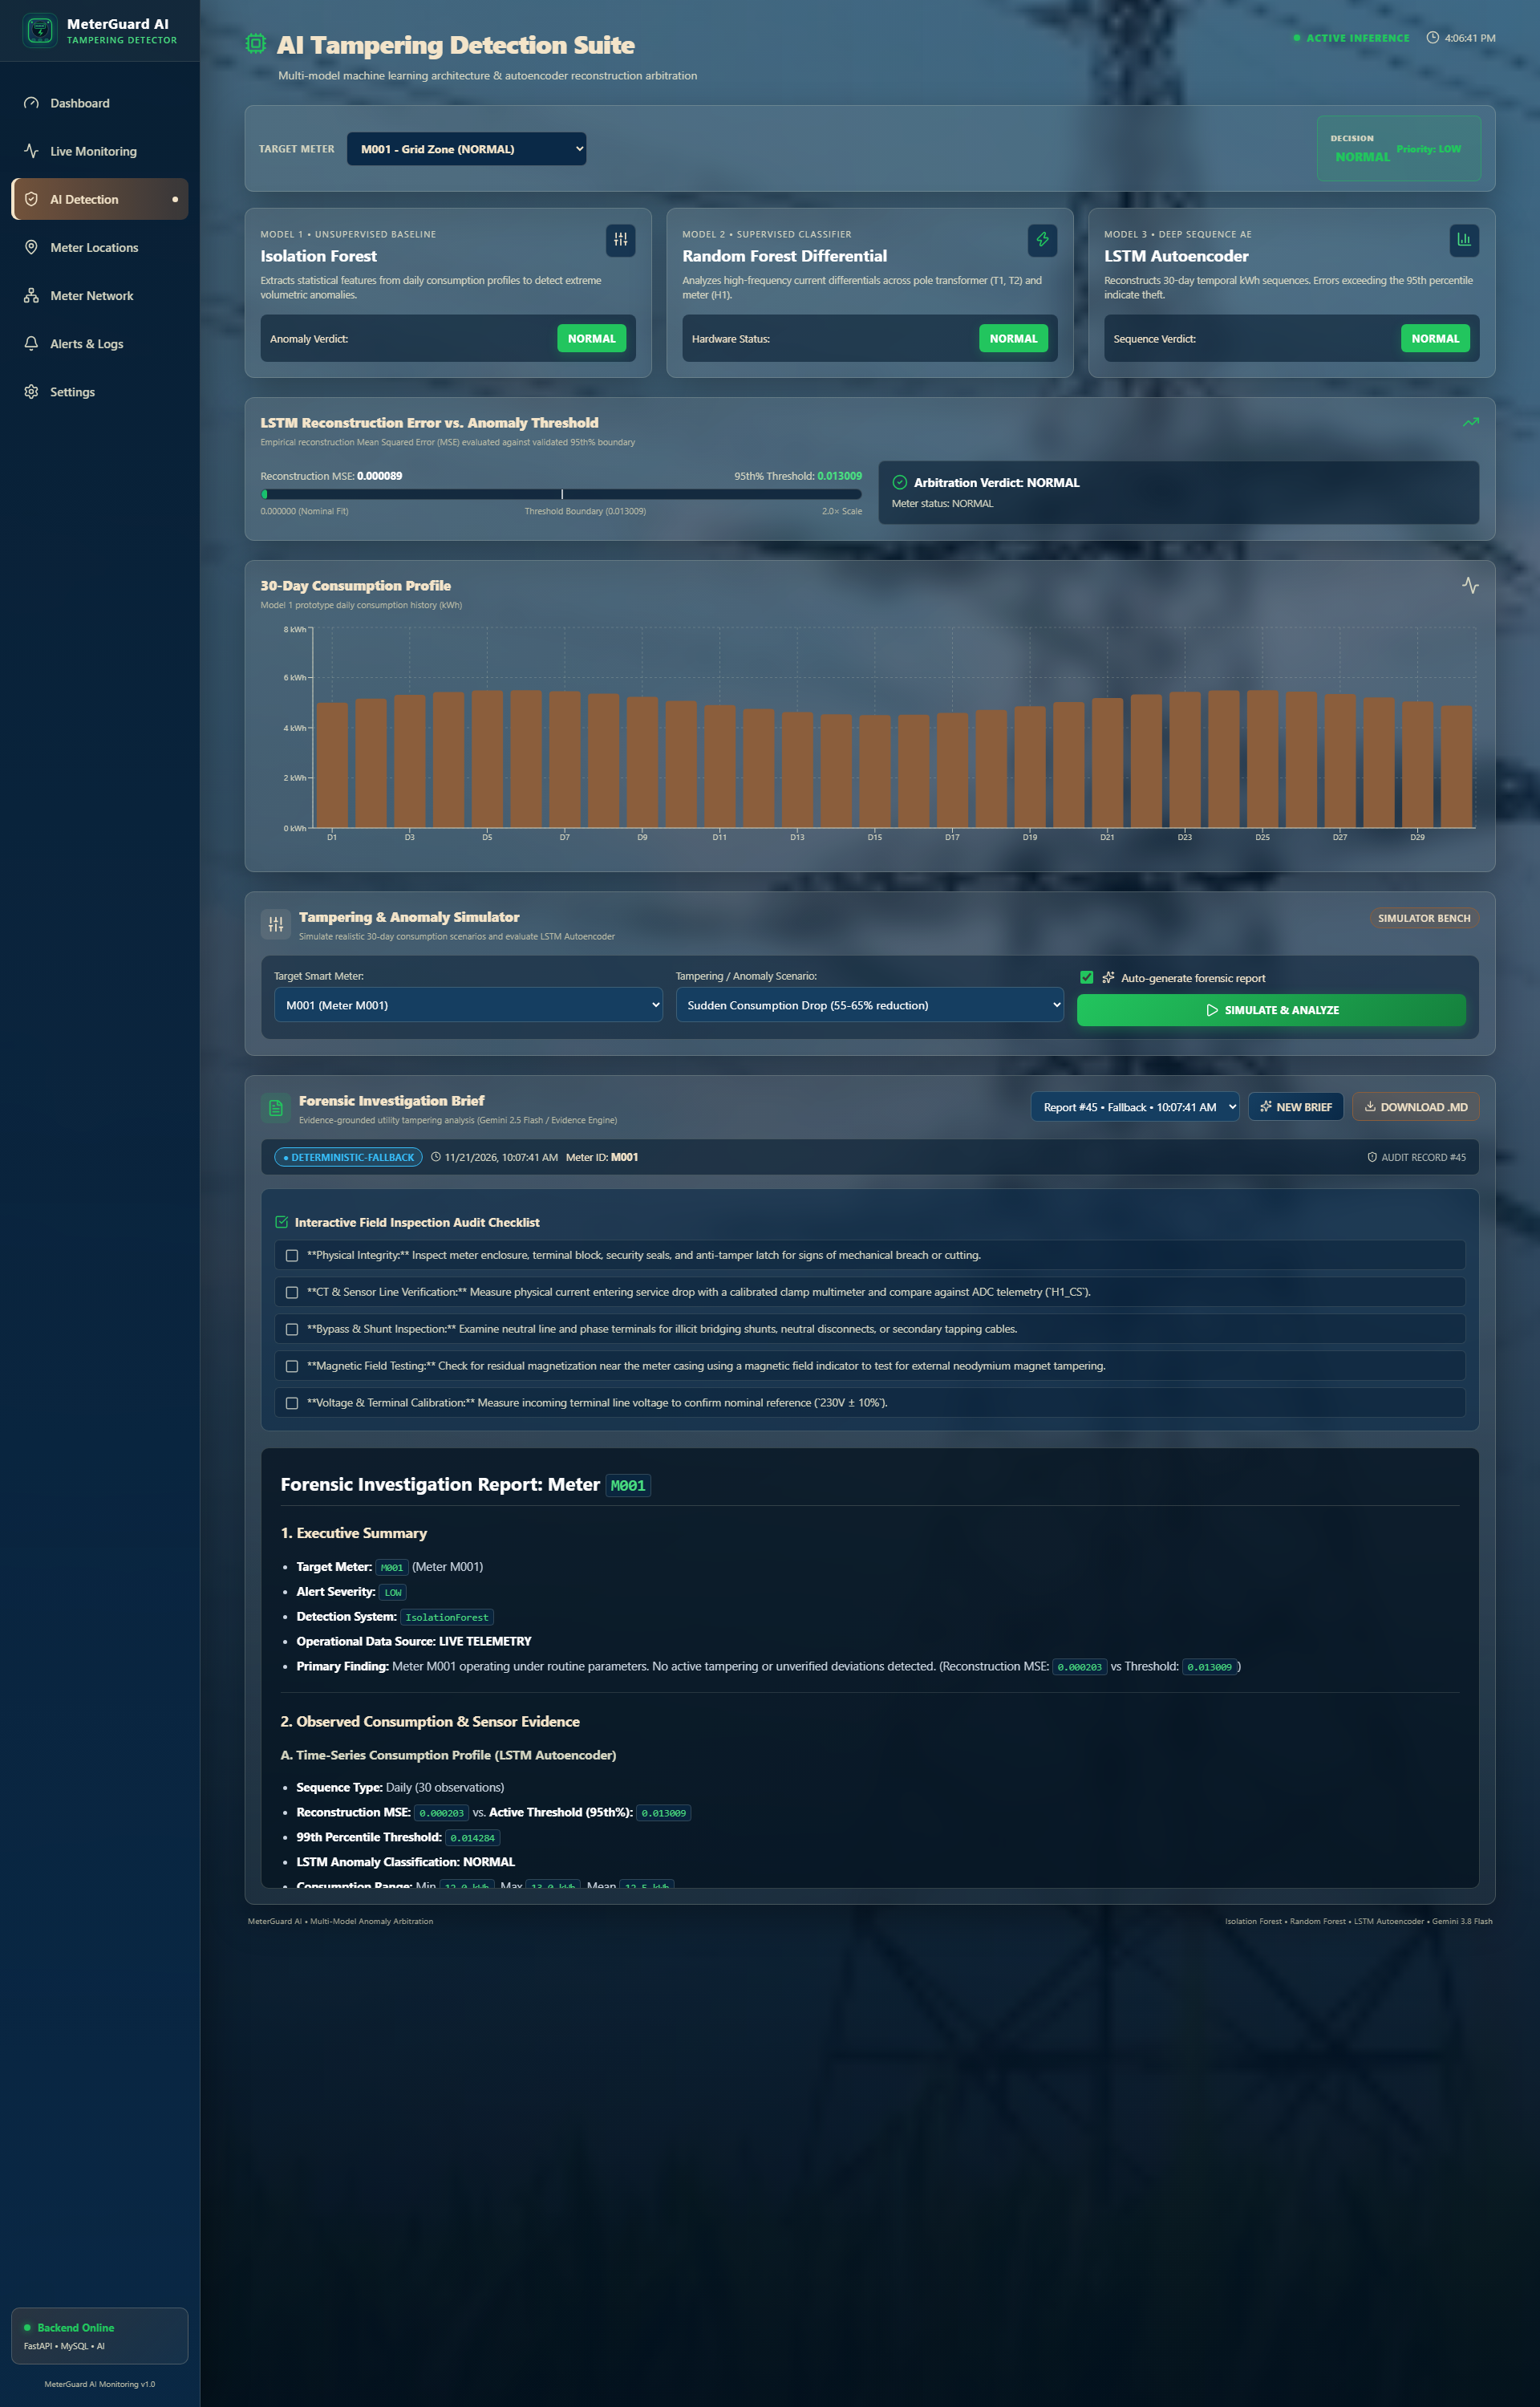 MeterGuard AI
TAMPERING DETECTOR
Dashboard
Live Monitoring
AI Detection
Meter Locations
Meter Network
Alerts & Logs
Settings
Backend Online
FastAPI • MySQL • AI
MeterGuard AI Monitoring v1.0
AI Tampering Detection Suite
Multi-model machine learning architecture & autoencoder reconstruction arbitration
ACTIVE INFERENCE
4:06:41 PM
TARGET METER
M001 - Grid Zone (NORMAL)
DECISION
NORMAL
Priority: LOW
MODEL 1 • UNSUPERVISED BASELINE
Isolation Forest
Extracts statistical features from daily consumption profiles to detect extreme
volumetric anomalies.
Anomaly Verdict:
NORMAL
MODEL 2 • SUPERVISED CLASSIFIER
Random Forest Differential
Analyzes high-frequency current differentials across pole transformer (T1, T2) and
meter (H1).
Hardware Status:
NORMAL
MODEL 3 • DEEP SEQUENCE AE
LSTM Autoencoder
Reconstructs 30-day temporal kWh sequences. Errors exceeding the 95th percentile
indicate theft.
Sequence Verdict:
NORMAL
LSTM Reconstruction Error vs. Anomaly Threshold
Empirical reconstruction Mean Squared Error (MSE) evaluated against validated 95th% boundary
Reconstruction MSE: 0.000089
95th% Threshold: 0.013009
0.000000 (Nominal Fit)
Threshold Boundary (0.013009)
2.0× Scale
Arbitration Verdict: NORMAL
Meter status: NORMAL
30-Day Consumption Profile
Model 1 prototype daily consumption history (kWh)
8 kWh
6 kWh
4 kWh
2 kWh
0 kWh
D1 D3 D5 D7 D9 D11 D13 D15 D17 D19 D21 D23 D25 D27 D29
Tampering & Anomaly Simulator
Simulate realistic 30-day consumption scenarios and evaluate LSTM Autoencoder
SIMULATOR BENCH
Target Smart Meter:
M001 (Meter M001)
Tampering / Anomaly Scenario:
Sudden Consumption Drop (55-65% reduction)
Auto-generate forensic report
SIMULATE & ANALYZE
Forensic Investigation Brief
Evidence-grounded utility tampering analysis (Gemini 2.5 Flash / Evidence Engine)
Report #45 • Fallback • 10:07:41 AM
NEW BRIEF
DOWNLOAD .MD
● DETERMINISTIC-FALLBACK
11/21/2026, 10:07:41 AM
Meter ID: M001
AUDIT RECORD #45
Interactive Field Inspection Audit Checklist
**Physical Integrity:** Inspect meter enclosure, terminal block, security seals, and anti-tamper latch for signs of mechanical breach or cutting.
**CT & Sensor Line Verification:** Measure physical current entering service drop with a calibrated clamp multimeter and compare against ADC telemetry (`H1_CS`).
**Bypass & Shunt Inspection:** Examine neutral line and phase terminals for illicit bridging shunts, neutral disconnects, or secondary tapping cables.
**Magnetic Field Testing:** Check for residual magnetization near the meter casing using a magnetic field indicator to test for external neodymium magnet tampering.
**Voltage & Terminal Calibration:** Measure incoming terminal line voltage to confirm nominal reference (`230V ± 10%`).
Forensic Investigation Report: Meter M001
1. Executive Summary
• Target Meter: M001 (Meter M001)
• Alert Severity: LOW
• Detection System: IsolationForest
• Operational Data Source: LIVE TELEMETRY
• Primary Finding: Meter M001 operating under routine parameters. No active tampering or unverified deviations detected. (Reconstruction MSE: 0.000203 vs Threshold: 0.013009)
2. Observed Consumption & Sensor Evidence
A. Time-Series Consumption Profile (LSTM Autoencoder)
• Sequence Type: Daily (30 observations)
• Reconstruction MSE: 0.000203 vs. Active Threshold (95th%): 0.013009
• 99th Percentile Threshold: 0.014284
• LSTM Anomaly Classification: NORMAL
• Consumption Range: Min 12.0 kWh, Max 13.0 kWh, Mean 12.5 kWh
MeterGuard AI • Multi-Model Anomaly Arbitration
Isolation Forest • Random Forest • LSTM Autoencoder • Gemini 3.8 Flash